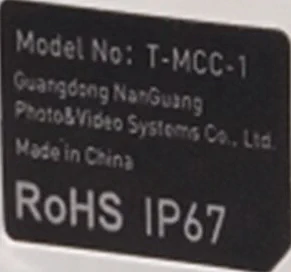 Model No: T-MCC-1
Guangdong NanGuang
Photo&Video Systems Co., Ltd.
Made in China
RoHS IP67